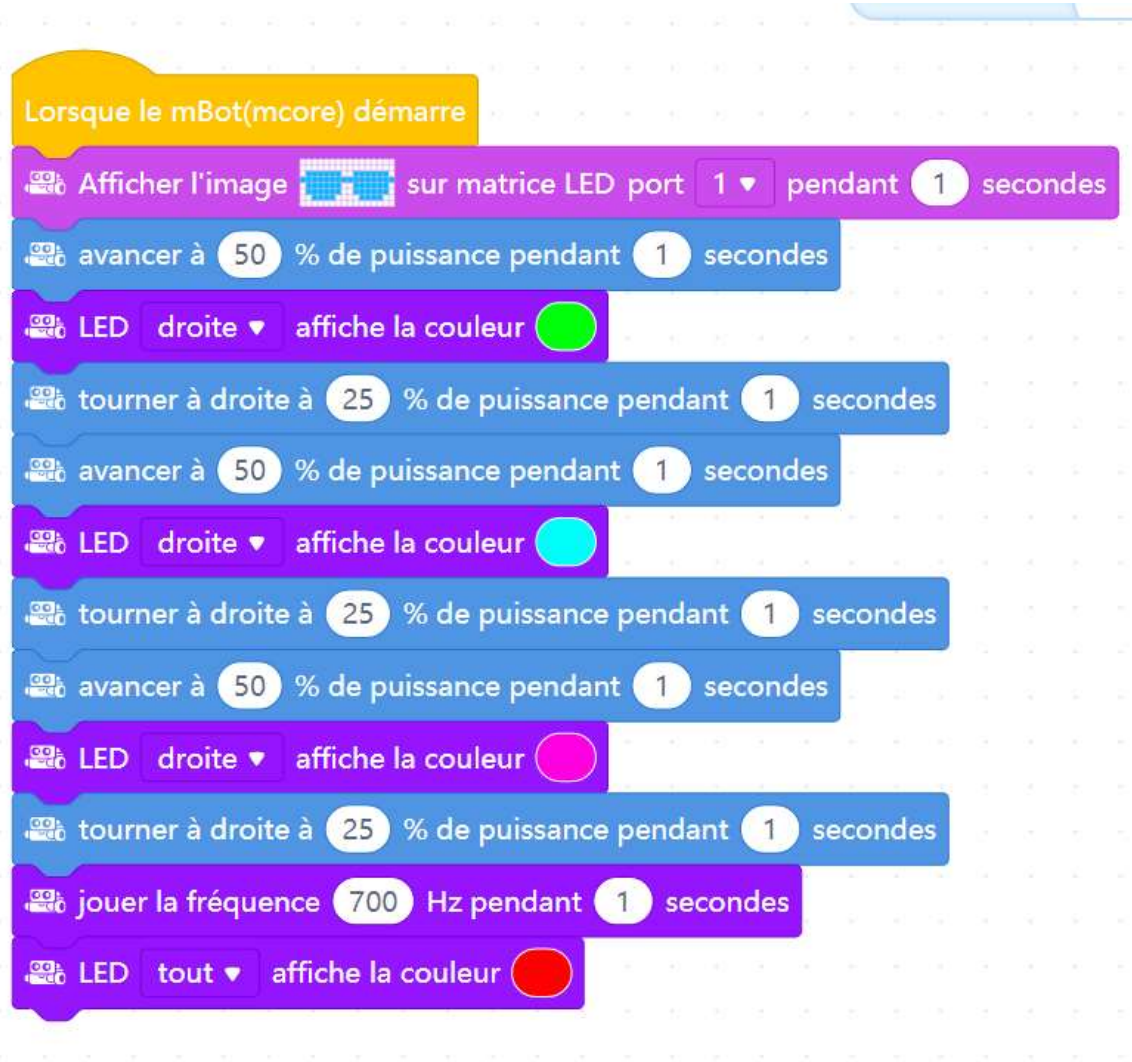 Lorsque le mBot(mcore) démarre
Afficher l'image sur matrice LED port 1 pendant 1 secondes
avancer à 50 % de puissance pendant 1 secondes
LED droite affiche la couleur
tourner à droite à 25 % de puissance pendant 1 secondes
avancer à 50 % de puissance pendant 1 secondes
LED droite affiche la couleur
tourner à droite à 25 % de puissance pendant 1 secondes
avancer à 50 % de puissance pendant 1 secondes
LED droite affiche la couleur
tourner à droite à 25 % de puissance pendant 1 secondes
jouer la fréquence 700 Hz pendant 1 secondes
LED tout affiche la couleur